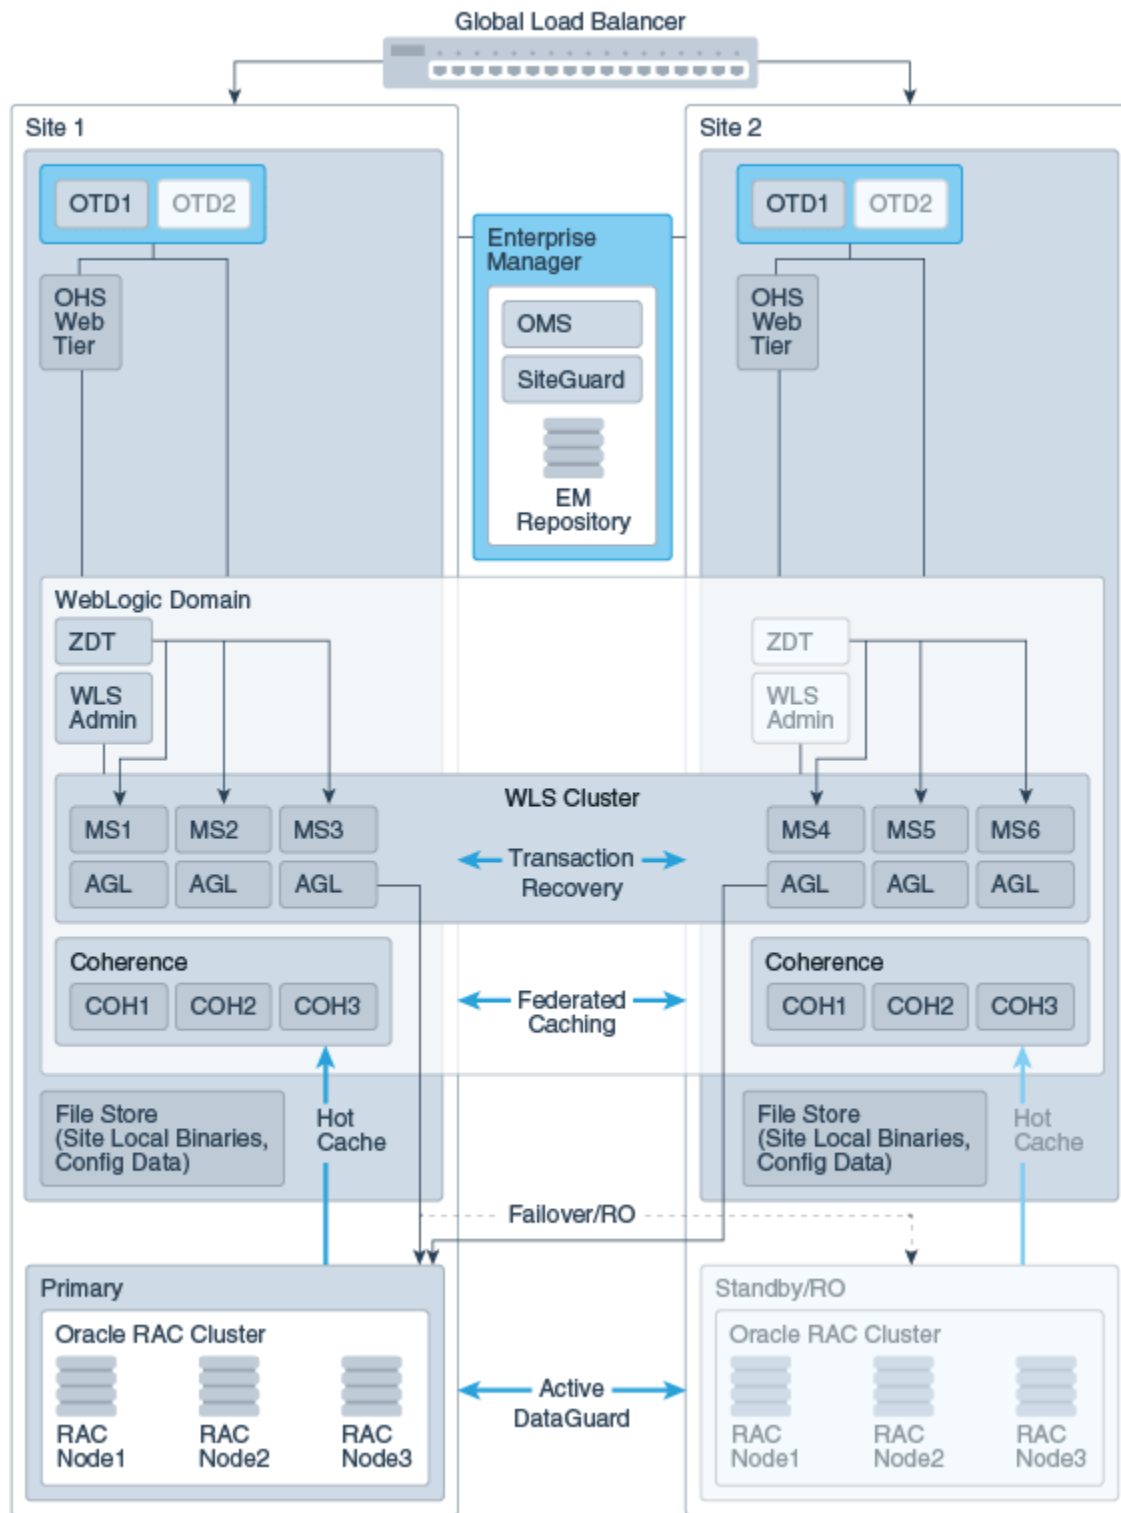 Global Load Balancer
Site 1
OTD1
OTD2
OHS
Web
Tier
Enterprise
Manager
OMS
SiteGuard
EM
Repository
Site 2
OTD1
OTD2
OHS
Web
Tier
WebLogic Domain
ZDT
WLS
Admin
ZDT
WLS
Admin
WLS Cluster
MS1
MS2
MS3
AGL
AGL
AGL
Transaction
Recovery
MS4
MS5
MS6
AGL
AGL
AGL
Coherence
COH1
COH2
COH3
Federated
Caching
Coherence
COH1
COH2
COH3
File Store
(Site Local Binaries,
Config Data)
Hot
Cache
File Store
(Site Local Binaries,
Config Data)
Hot
Cache
Failover/RO
Primary
Oracle RAC Cluster
RAC
Node1
RAC
Node2
RAC
Node3
Active
DataGuard
Standby/RO
Oracle RAC Cluster
RAC
Node1
RAC
Node2
RAC
Node3